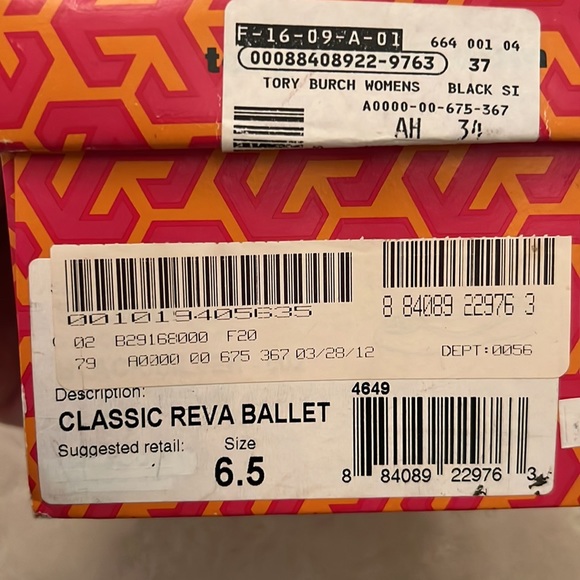 F-16-09-A-01 664 001 04
00088408922-9763 37
TORY BURCH WOMENS BLACK SI
A0000-00-675-367
AH 34
001019405635
8 84089 22976 3
02 B29168000 F20
79 A0000 00 675 367 03/28/12 DEPT:0056
Description: 4649
CLASSIC REVA BALLET
Suggested retail: Size
6.5
8 84089 22976 3